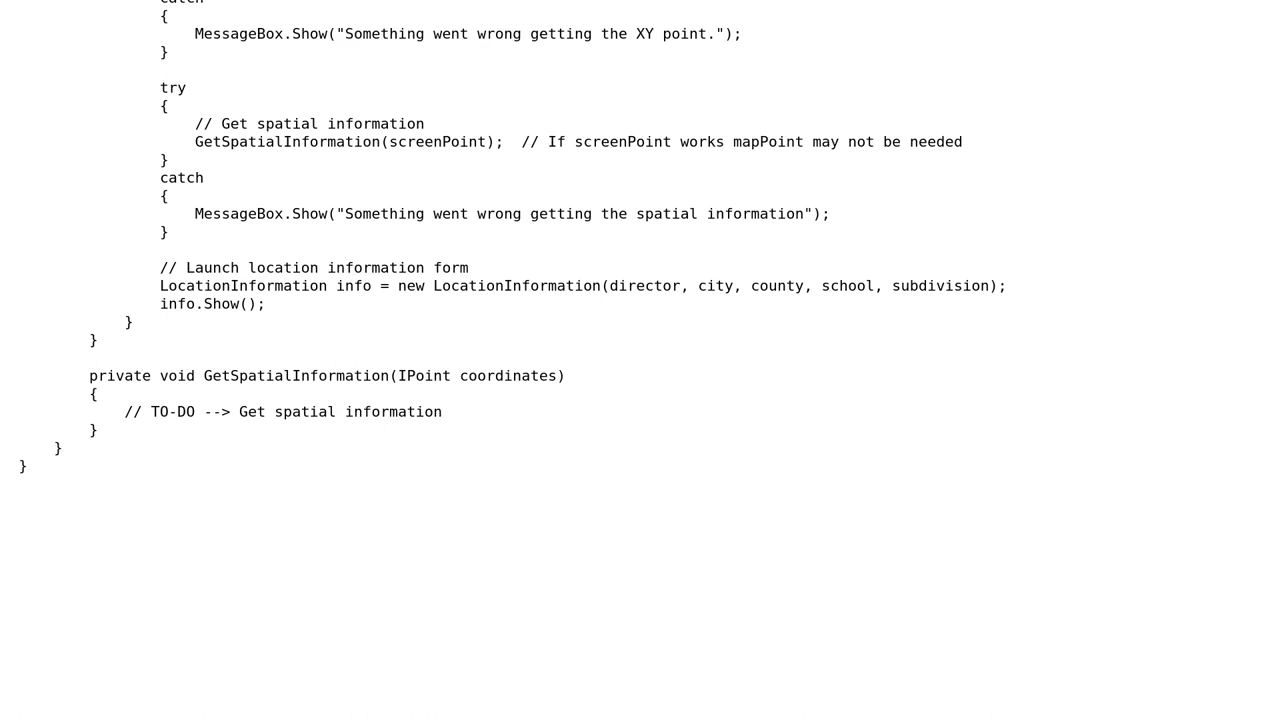 catch
{
MessageBox.Show("Something went wrong getting the XY point.");
}
try
{
// Get spatial information
GetSpatialInformation(screenPoint);  // If screenPoint works mapPoint may not be needed
}
catch
{
MessageBox.Show("Something went wrong getting the spatial information");
}
// Launch location information form
LocationInformation info = new LocationInformation(director, city, county, school, subdivision);
info.Show();
}
}
private void GetSpatialInformation(IPoint coordinates)
{
// TO-DO --> Get spatial information
}
}
}